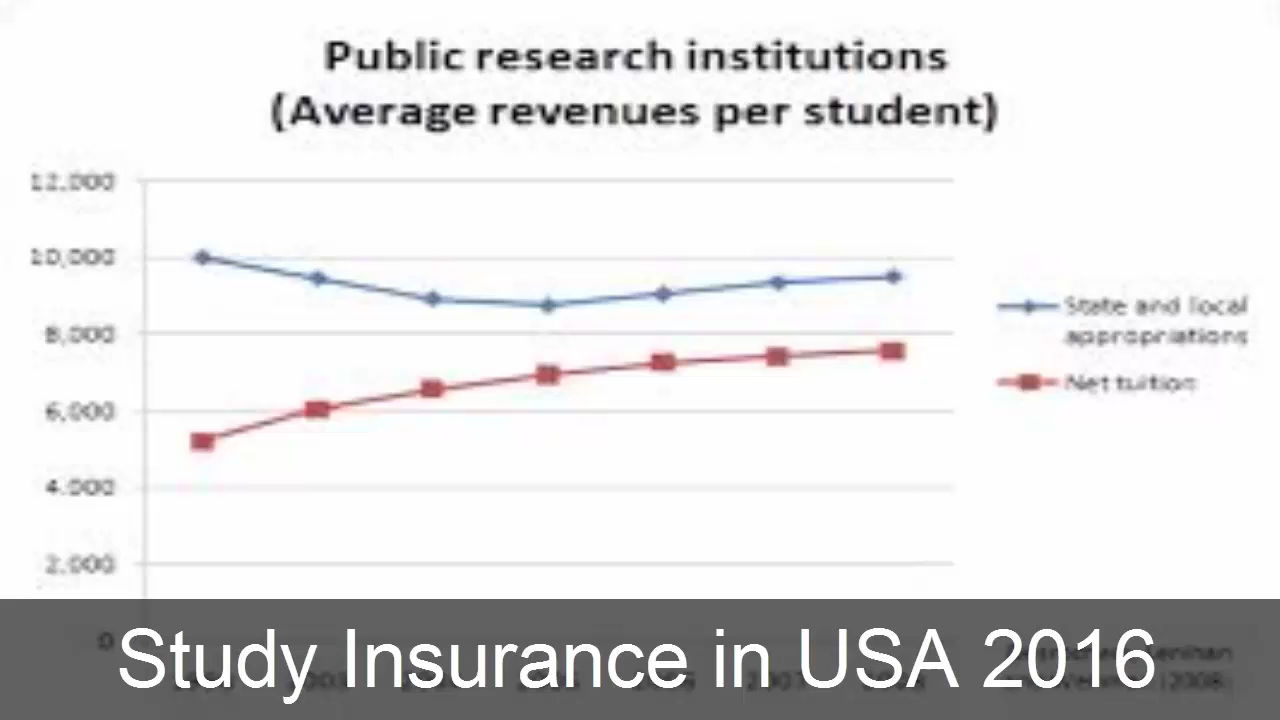 Public research institutions
(Average revenues per student)
12,000
10,000
8,000
6,000
4,000
2,000
0
State and local
appropriations
Net tuition
Study Insurance in USA 2016